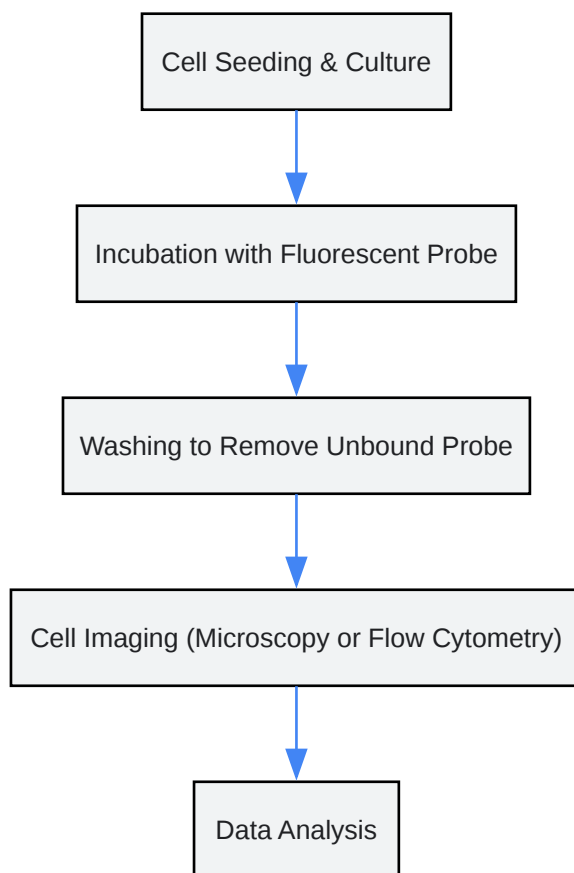 Cell Seeding & Culture
Incubation with Fluorescent Probe
Washing to Remove Unbound Probe
Cell Imaging (Microscopy or Flow Cytometry)
Data Analysis